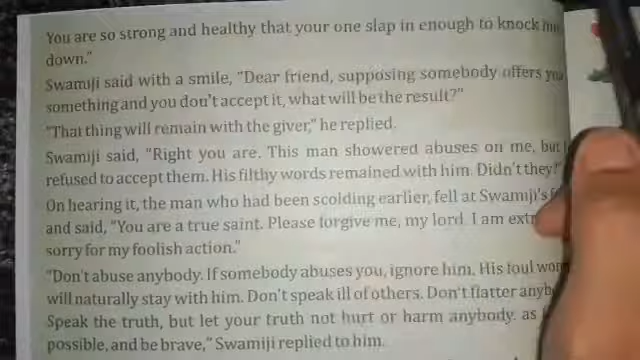 You are so strong and healthy that your one slap in enough to knock
down."
Swamiji said with a smile, "Dear friend, supposing somebody offers you
something and you don't accept it, what will be the result?"
"That thing will remain with the giver," he replied.
Swamiji said, "Right you are. This man showered abuses on me, but
refused to accept them. His filthy words remained with him. Didn't they?"
On hearing it, the man who had been scolding earlier, fell at Swamiji's
and said, "You are a true saint. Please forgive me, my lord. I am
sorry for my foolish action."
"Don't abuse anybody. If somebody abuses you, ignore him. His foul
will naturally stay with him. Don't speak ill of others. Don't flatter
Speak the truth, but let your truth not hurt or harm anybody. as
possible, and be brave," Swamiji replied to him.